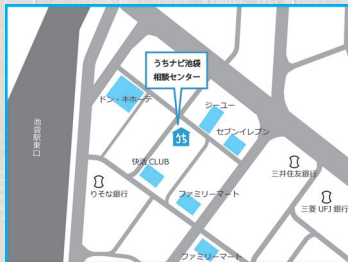 うちナビ池袋
相談センター
ドン・キホーテ
ジーユー
セブンイレブン
池袋駅東口
快活CLUB
三井住友銀行
りそな銀行
ファミリーマート
三菱UFJ銀行
ファミリーマート